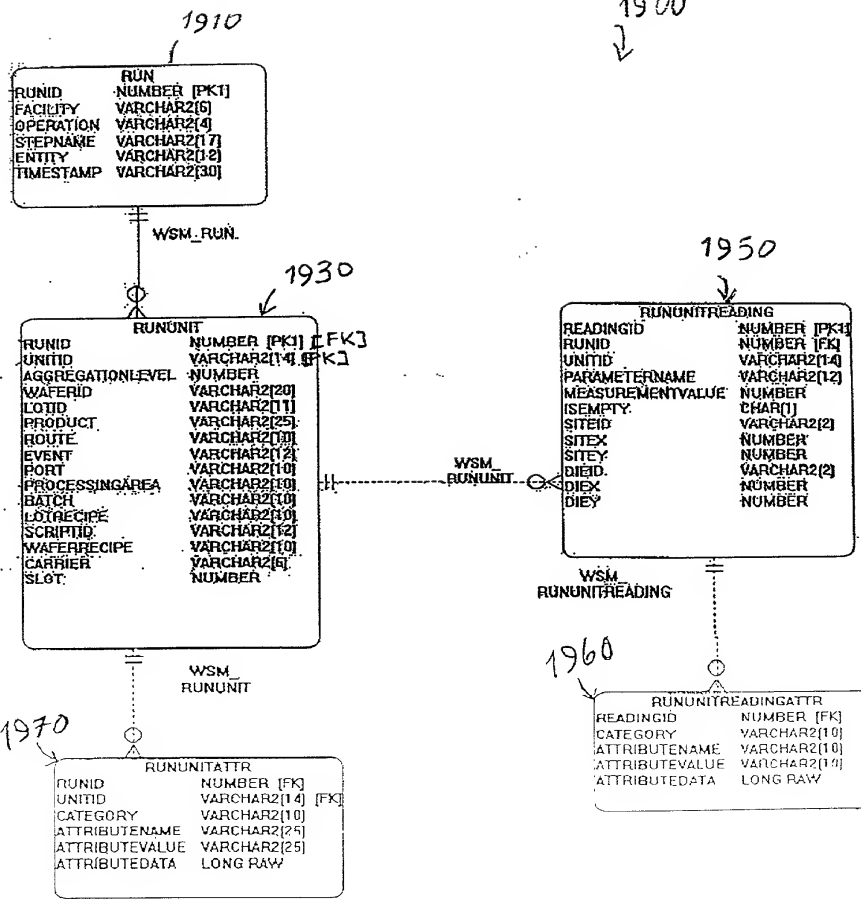 1900
1910
RUN
RUNID NUMBER [PK1]
FACILITY VARCHAR2[6]
OPERATION VARCHAR2[4]
STEPNAME VARCHAR2[17]
ENTITY VARCHAR2[12]
TIMESTAMP VARCHAR2[30]
WSM_RUN
1930
RUNUNIT
RUNID NUMBER [PK1] [FK]
UNITID VARCHAR2[14] [PK]
AGGREGATIONLEVEL NUMBER
WAFERID VARCHAR2[20]
LOTID VARCHAR2[11]
PRODUCT VARCHAR2[25]
ROUTE VARCHAR2[10]
EVENT VARCHAR2[12]
PORT VARCHAR2[10]
PROCESSINGAREA VARCHAR2[10]
BATCH VARCHAR2[10]
LOTRECIPE VARCHAR2[10]
SCRIPTID VARCHAR2[12]
WAFERRECIPE VARCHAR2[10]
CARRIER VARCHAR2[6]
SLOT NUMBER
WSM_
RUNUNIT
1950
RUNUNITREADING
READINGID NUMBER [PK1]
RUNID NUMBER [FK]
UNITID VARCHAR2[14]
PARAMETERNAME VARCHAR2[12]
MEASUREMENTVALUE NUMBER
ISEMPTY CHAR[1]
SITEID VARCHAR2[2]
SITEX NUMBER
SITEY NUMBER
DIEID VARCHAR2[2]
DIEX NUMBER
DIEY NUMBER
WSM_
RUNUNITREADING
WSM_
RUNUNIT
1960
RUNUNITREADINGATTR
READINGID NUMBER [FK]
CATEGORY VARCHAR2[10]
ATTRIBUTENAME VARCHAR2[10]
ATTRIBUTEVALUE VARCHAR2[10]
ATTRIBUTEDATA LONG RAW
1970
RUNUNITATTR
RUNID NUMBER [FK]
UNITID VARCHAR2[14] [FK]
CATEGORY VARCHAR2[10]
ATTRIBUTENAME VARCHAR2[25]
ATTRIBUTEVALUE VARCHAR2[25]
ATTRIBUTEDATA LONG RAW